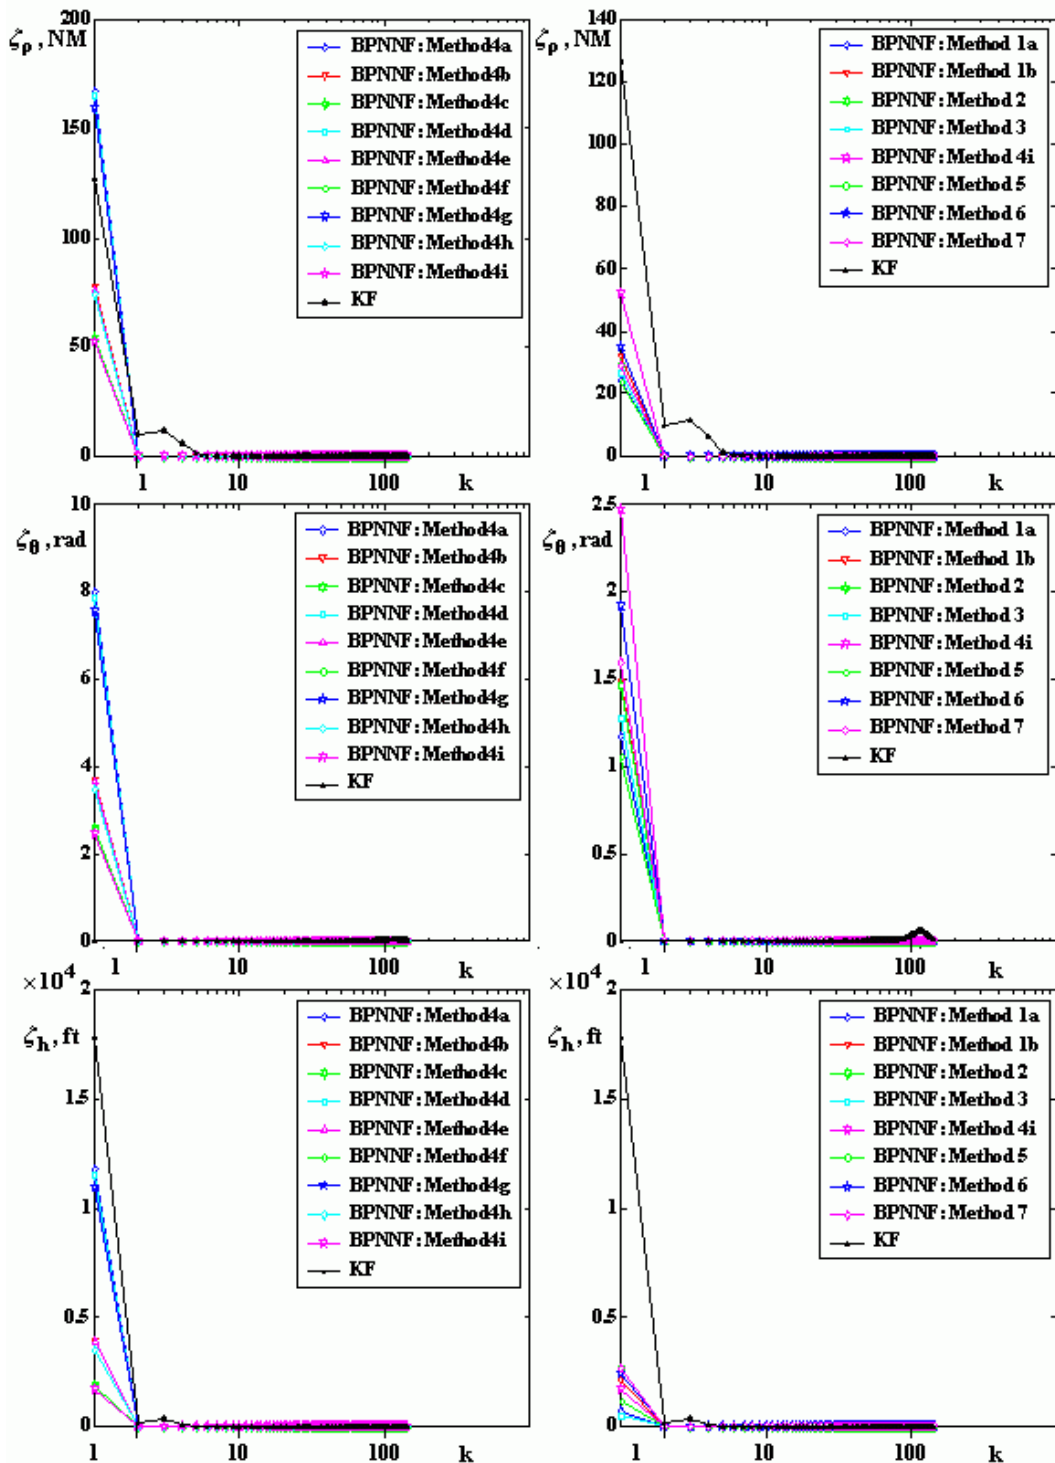 200
ζρ, NM
150
100
50
0
1 10 100 k
BPNNF: Method4a
BPNNF: Method4b
BPNNF: Method4c
BPNNF: Method4d
BPNNF: Method4e
BPNNF: Method4f
BPNNF: Method4g
BPNNF: Method4h
BPNNF: Method4i
KF
140
ζρ, NM
120
100
80
60
40
20
0
1 10 100 k
BPNNF: Method 1a
BPNNF: Method 1b
BPNNF: Method 2
BPNNF: Method 3
BPNNF: Method 4i
BPNNF: Method 5
BPNNF: Method 6
BPNNF: Method 7
KF
10
ζθ, rad
8
6
4
2
0
1 10 100 k
BPNNF: Method4a
BPNNF: Method4b
BPNNF: Method4c
BPNNF: Method4d
BPNNF: Method4e
BPNNF: Method4f
BPNNF: Method4g
BPNNF: Method4h
BPNNF: Method4i
KF
2.5
ζθ, rad
2
1.5
1
0.5
0
1 10 100 k
BPNNF: Method 1a
BPNNF: Method 1b
BPNNF: Method 2
BPNNF: Method 3
BPNNF: Method 4i
BPNNF: Method 5
BPNNF: Method 6
BPNNF: Method 7
KF
×10⁴
2
ζh, ft
1.5
1
0.5
0
1 10 100 k
BPNNF: Method4a
BPNNF: Method4b
BPNNF: Method4c
BPNNF: Method4d
BPNNF: Method4e
BPNNF: Method4f
BPNNF: Method4g
BPNNF: Method4h
BPNNF: Method4i
KF
×10⁴
2
ζh, ft
1.5
1
0.5
0
1 10 100 k
BPNNF: Method 1a
BPNNF: Method 1b
BPNNF: Method 2
BPNNF: Method 3
BPNNF: Method 4i
BPNNF: Method 5
BPNNF: Method 6
BPNNF: Method 7
KF